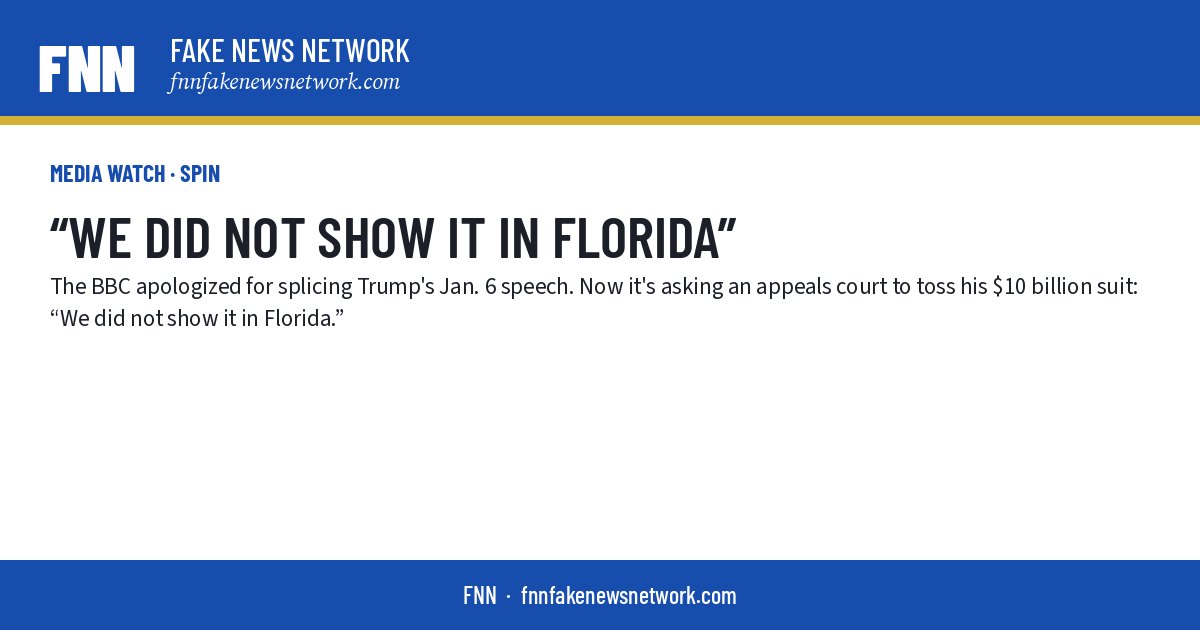 FNN
FAKE NEWS NETWORK
fnnfakenewsnetwork.com
MEDIA WATCH · SPIN
“WE DID NOT SHOW IT IN FLORIDA”
The BBC apologized for splicing Trump's Jan. 6 speech. Now it's asking an appeals court to toss his $10 billion suit:
“We did not show it in Florida.”
FNN · fnnfakenewsnetwork.com